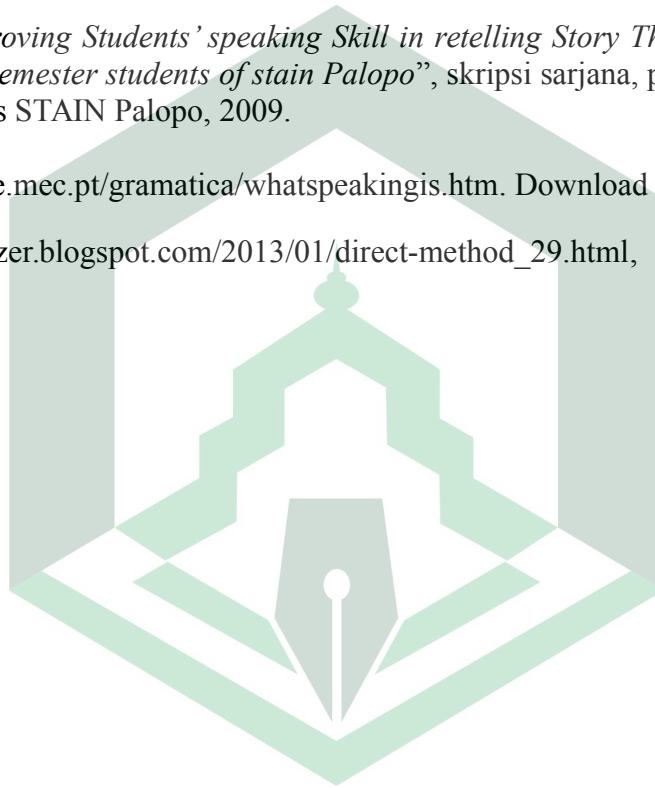 roving Students’ speaking Skill in retelling Story Th
emester students of stain Palopo”, skripsi sarjana, p
s STAIN Palopo, 2009.
e.mec.pt/gramatica/whatspeakingis.htm. Download
zer.blogspot.com/2013/01/direct-method_29.html,